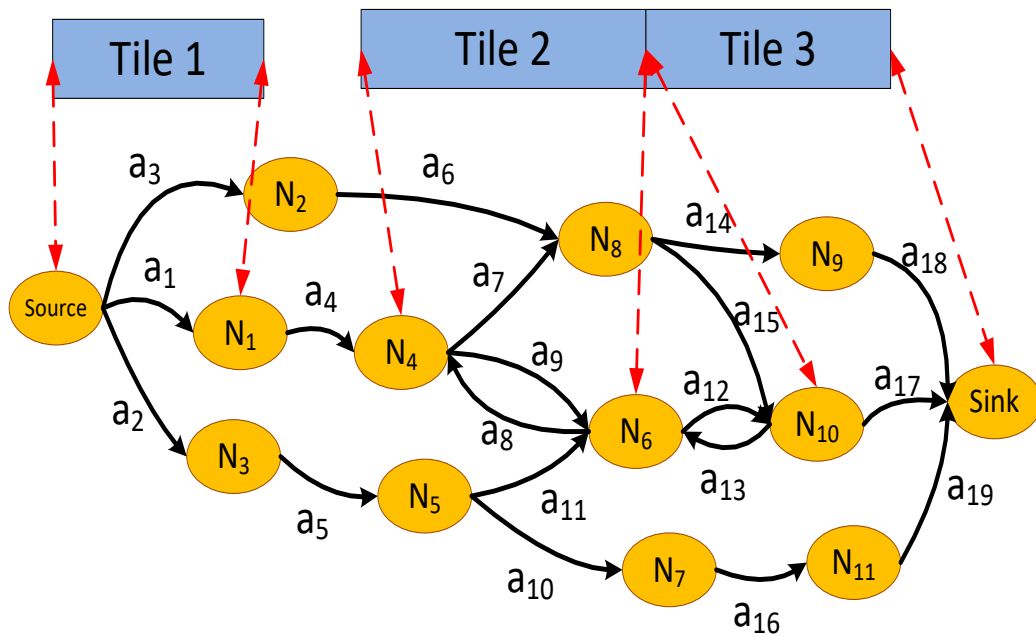 Tile 1
Tile 2
Tile 3
a3
a6
N2
a14
N8
N9
a18
a1
a7
Source
a4
a15
N1
N4
a9
a12
a17
Sink
a2
a8
N6
N10
N3
a13
a19
N5
a11
a5
a10
N7
N11
a16